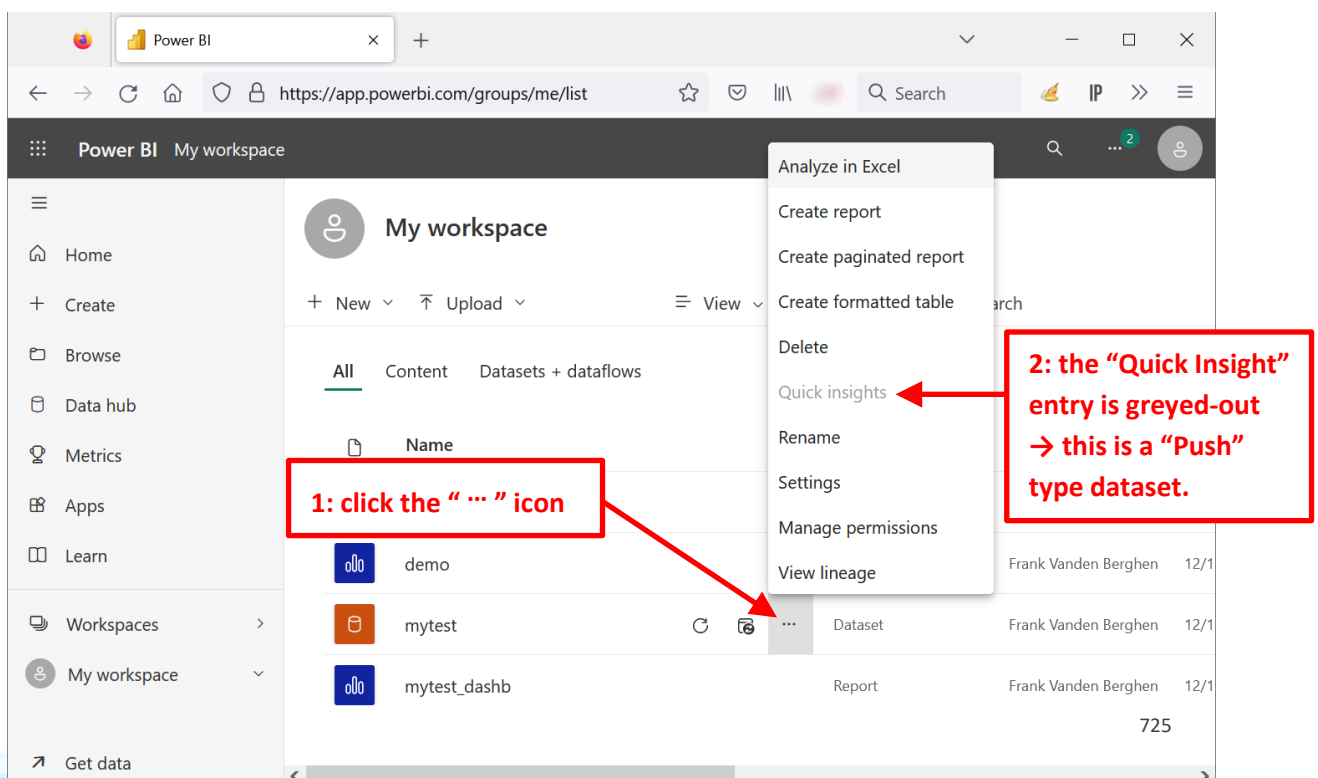 Power BI
https://app.powerbi.com/groups/me/list
Search
IP
Power BI My workspace
2
Analyze in Excel
Create report
Create paginated report
Create formatted table
Delete
Quick insights
Rename
Settings
Manage permissions
View lineage
Home
Create
Browse
Data hub
Metrics
Apps
Learn
Workspaces
My workspace
Get data
My workspace
New Upload View arch
All Content Datasets + dataflows
Name
1: click the “ ... ” icon
2: the “Quick Insight”
entry is greyed-out
→ this is a “Push”
type dataset.
demo Frank Vanden Berghen 12/1
mytest ... Dataset Frank Vanden Berghen 12/1
mytest_dashb Report Frank Vanden Berghen 12/1
725